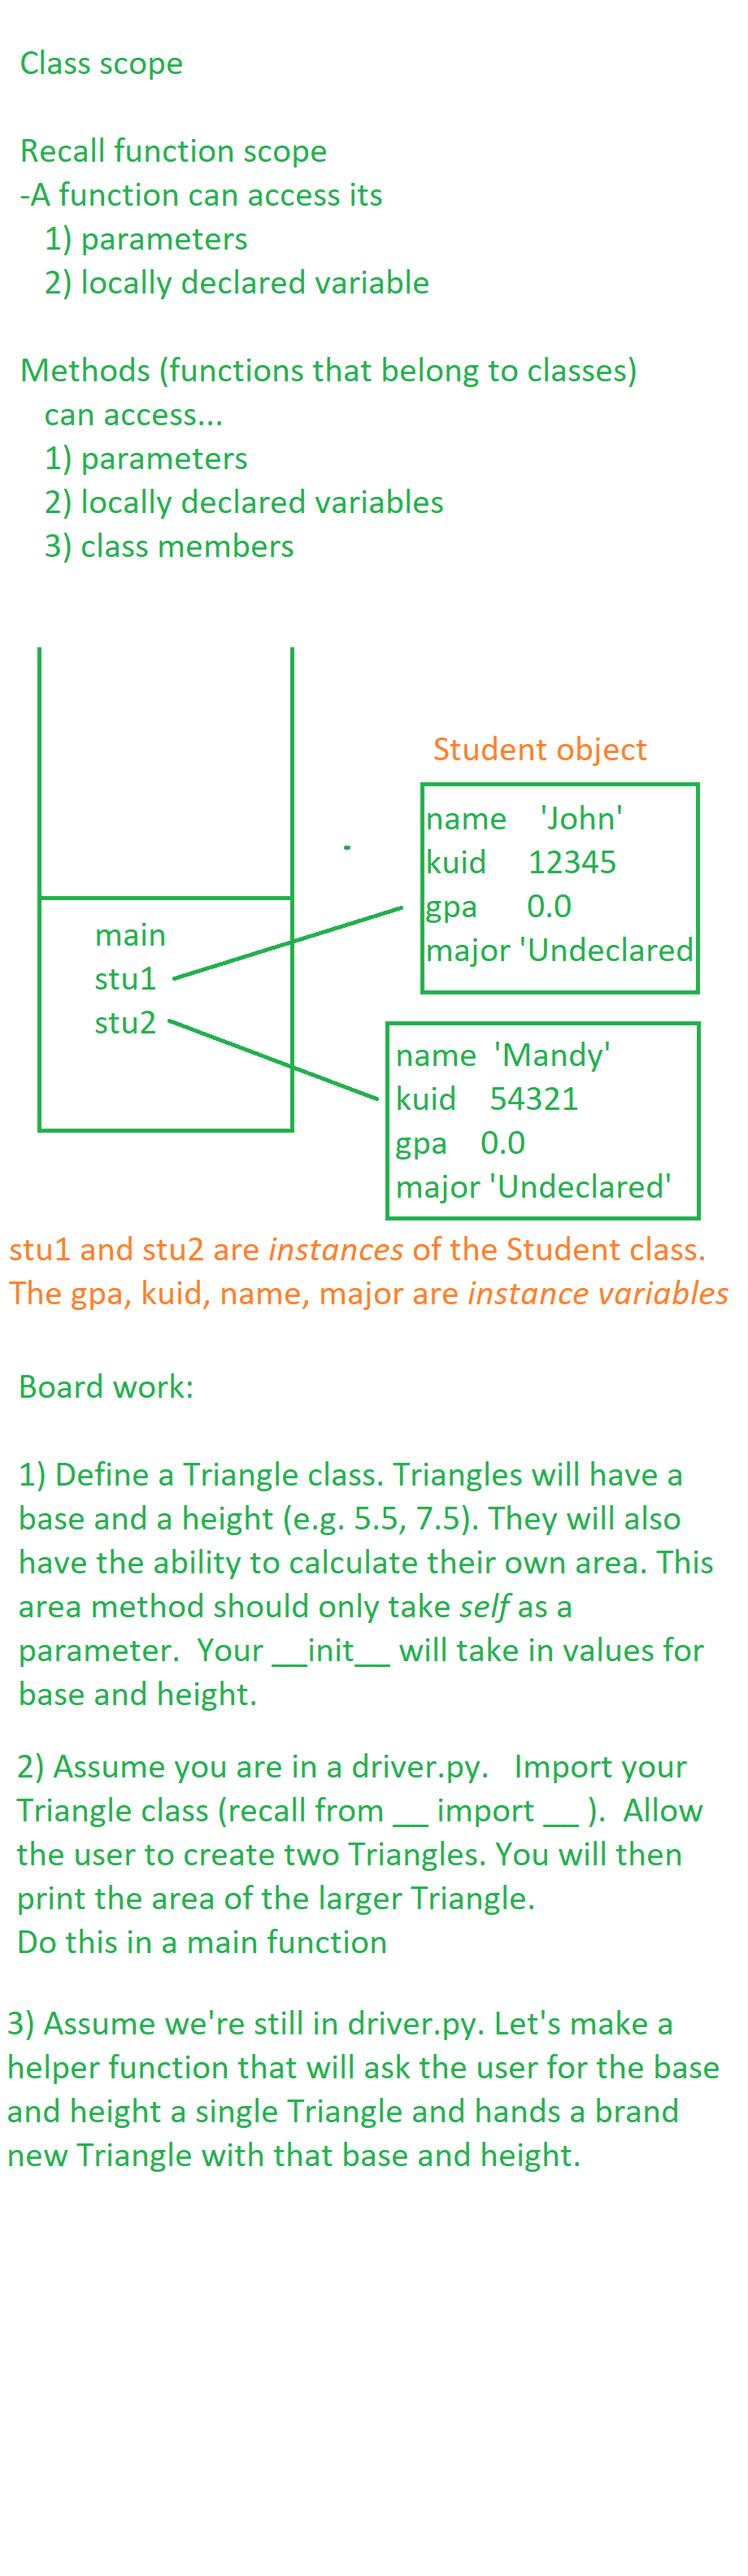 Class scope
Recall function scope
-A function can access its
1) parameters
2) locally declared variable
Methods (functions that belong to classes)
can access...
1) parameters
2) locally declared variables
3) class members
Student object
name 'John'
kuid 12345
gpa 0.0
major 'Undeclared
main
stu1
stu2
name 'Mandy'
kuid 54321
gpa 0.0
major 'Undeclared'
stu1 and stu2 are instances of the Student class.
The gpa, kuid, name, major are instance variables
Board work:
1) Define a Triangle class. Triangles will have a
base and a height (e.g. 5.5, 7.5). They will also
have the ability to calculate their own area. This
area method should only take self as a
parameter. Your __init__ will take in values for
base and height.
2) Assume you are in a driver.py. Import your
Triangle class (recall from __ import __ ). Allow
the user to create two Triangles. You will then
print the area of the larger Triangle.
Do this in a main function
3) Assume we're still in driver.py. Let's make a
helper function that will ask the user for the base
and height a single Triangle and hands a brand
new Triangle with that base and height.